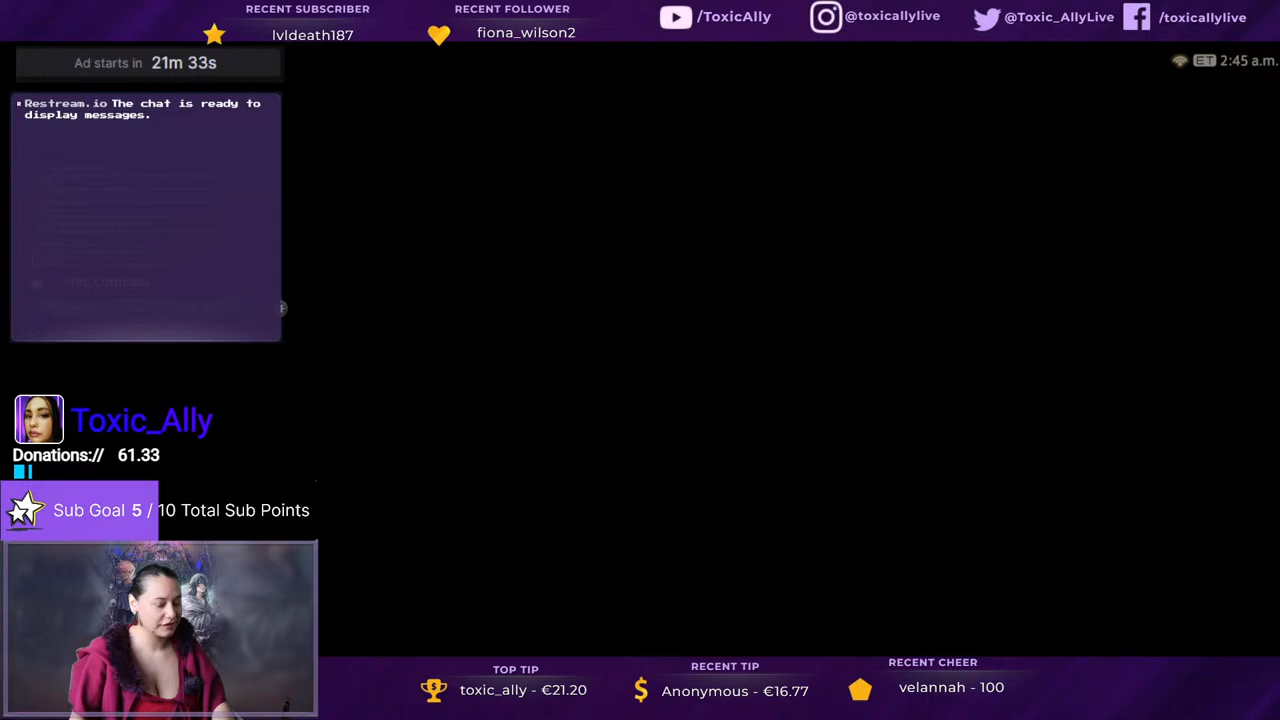 RECENT SUBSCRIBER
lvldeath187
RECENT FOLLOWER
fiona_wilson2
/ToxicAlly
@toxicallylive
@Toxic_AllyLive
/toxicallylive
Ad starts in 21m 33s
ET 2:45 a.m.
Restream.io The chat is ready to
display messages.
Toxic_Ally
Donations:// 61.33
Sub Goal 5 / 10 Total Sub Points
TOP TIP
toxic_ally - €21.20
RECENT TIP
Anonymous - €16.77
RECENT CHEER
velannah - 100